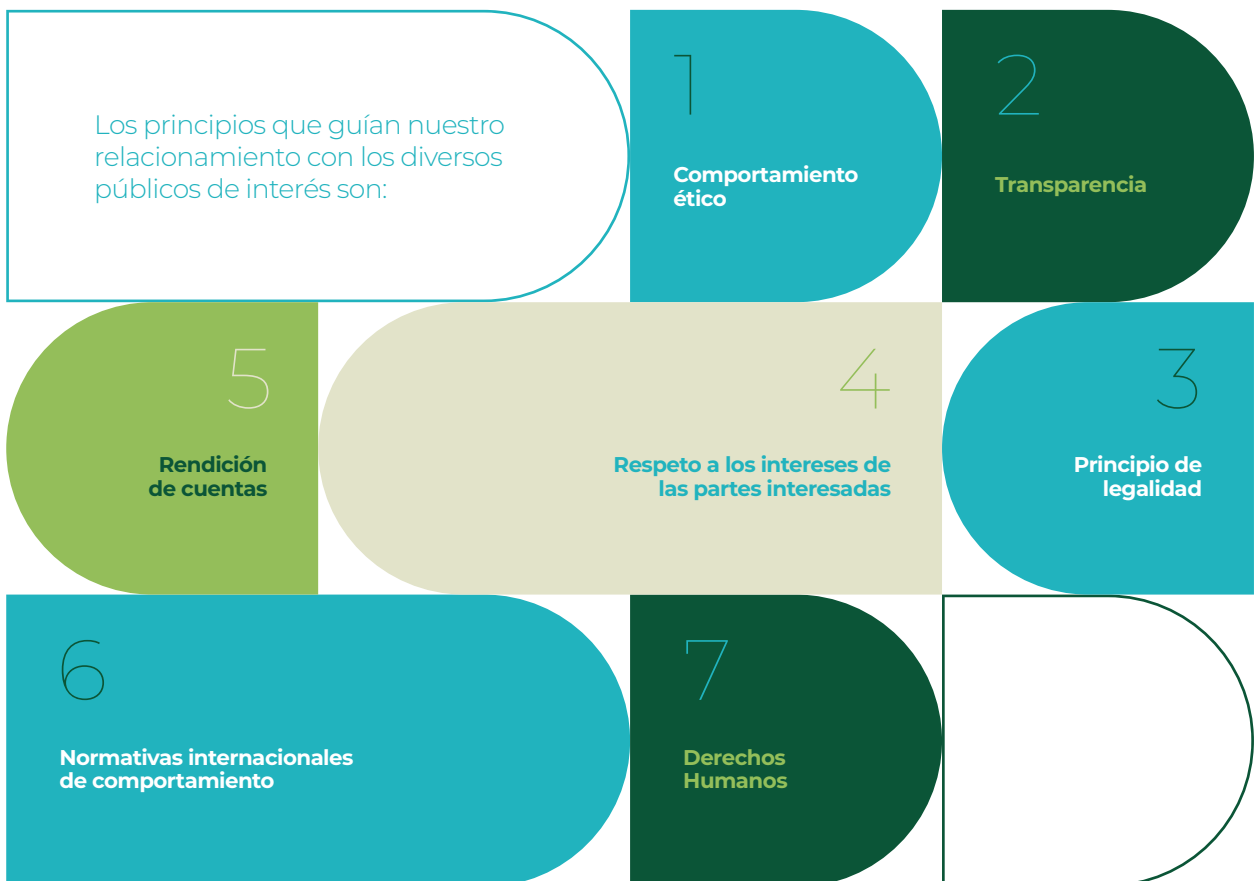 Los principios que guían nuestro
relacionamiento con los diversos
públicos de interés son:
1
Comportamiento
ético
2
Transparencia
3
Principio de
legalidad
4
Respeto a los intereses de
las partes interesadas
5
Rendición
de cuentas
6
Normativas internacionales
de comportamiento
7
Derechos
Humanos